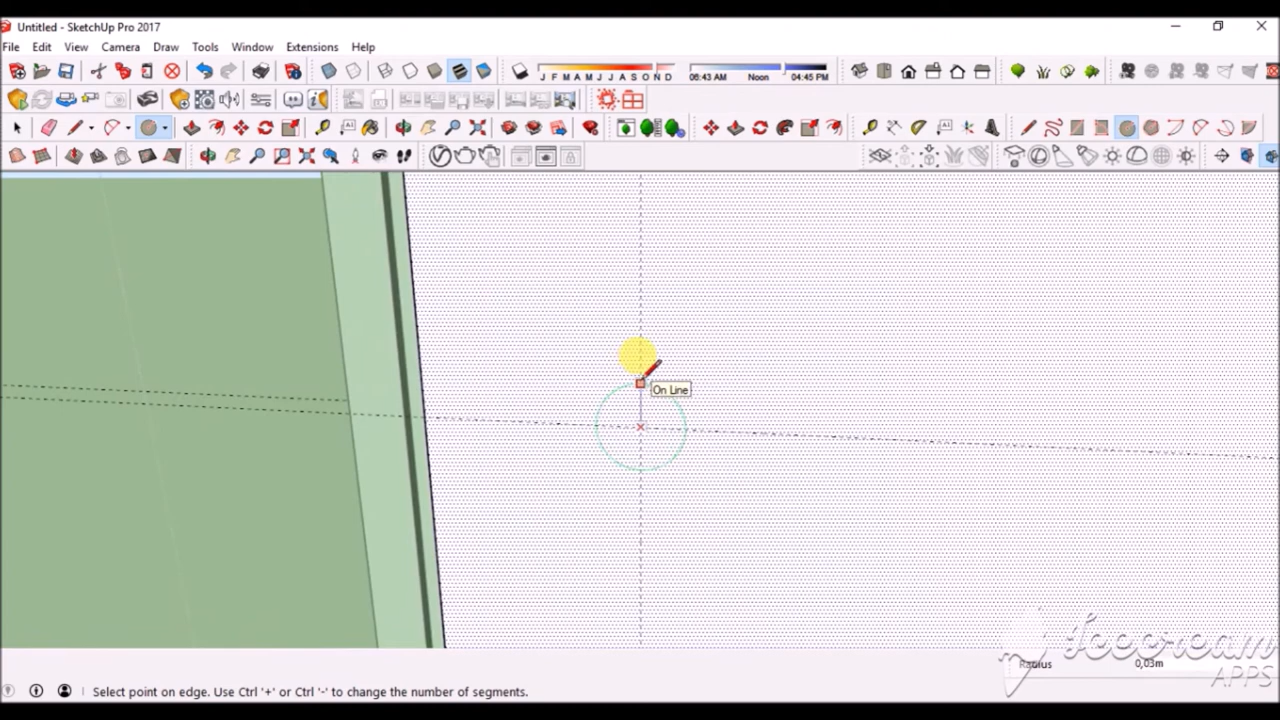 Untitled - SketchUp Pro 2017
File Edit View Camera Draw Tools Window Extensions Help
J F M A M J J A S O N D 06:43 AM Noon 04:45 PM
On Line
Icecream
Radius 0,03m
APPS
Select point on edge. Use Ctrl '+' or Ctrl '-' to change the number of segments.